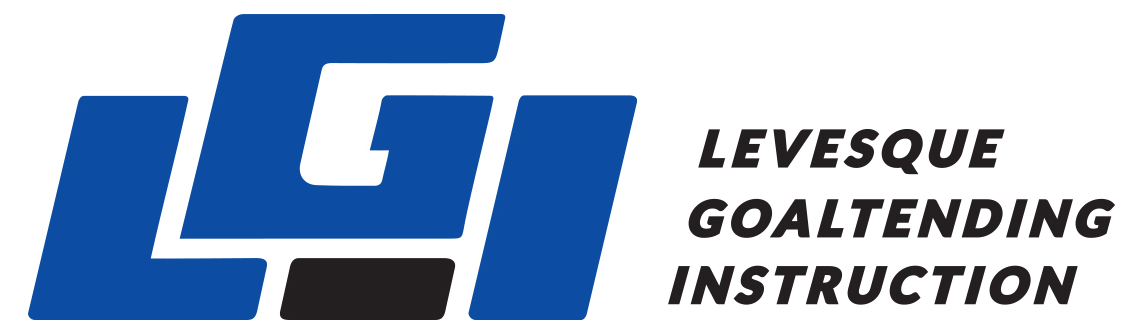 LGI
LEVESQUE
GOALTENDING
INSTRUCTION